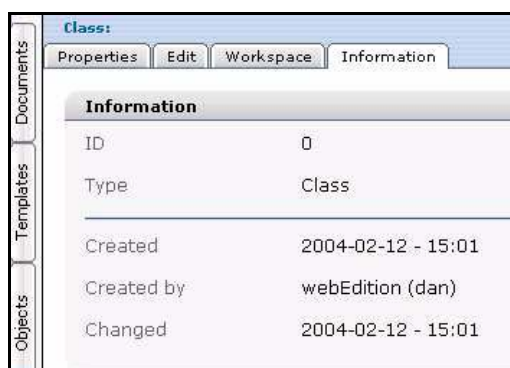 Class:
Properties Edit Workspace Information
Documents
Templates
Objects
Information
ID 0
Type Class
Created 2004-02-12 - 15:01
Created by webEdition (dan)
Changed 2004-02-12 - 15:01